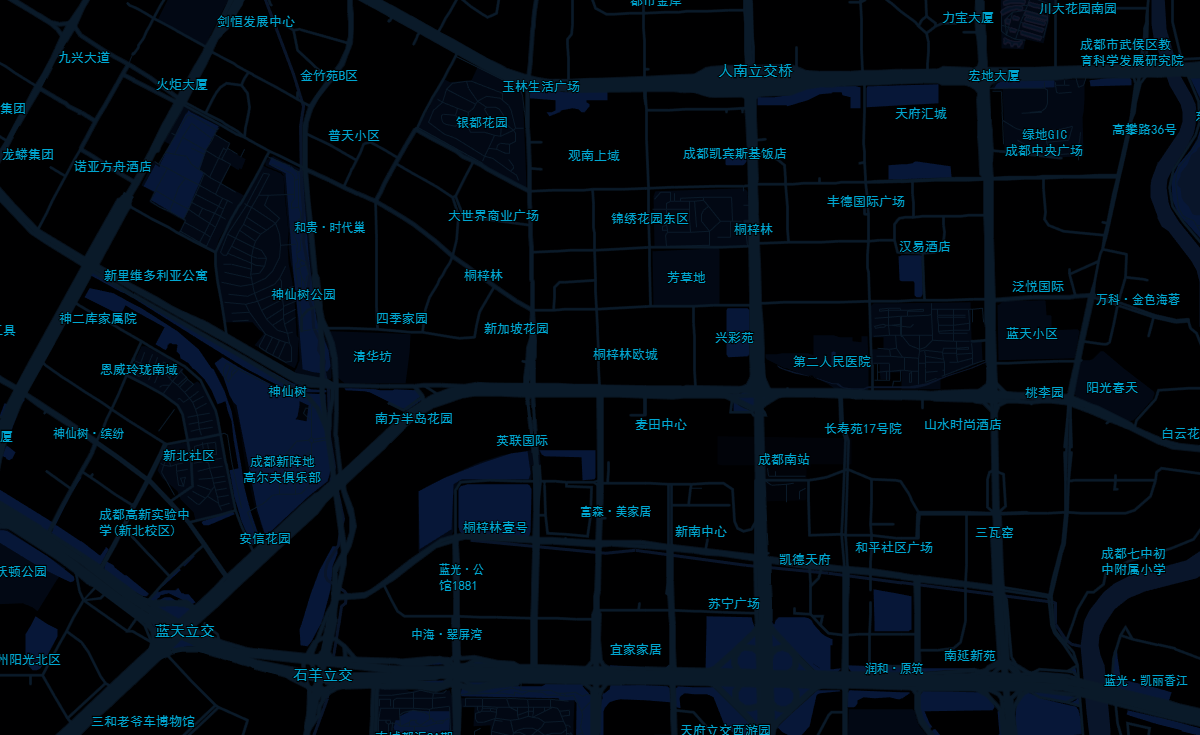 都市金岸
川大花园南园
力宝大厦
剑恒发展中心
成都市武侯区教
育科学发展研究院
九兴大道
人南立交桥
金竹苑B区
宏地大厦
火炬大厦
玉林生活广场
集团
天府汇城
银都花园
高攀路36号
普天小区
绿地GIC
成都中央广场
龙蟒集团
观南上域
成都凯宾斯基饭店
诺亚方舟酒店
丰德国际广场
大世界商业广场
锦绣花园东区
和贵·时代巢
桐梓林
汉易酒店
新里维多利亚公寓
桐梓林
芳草地
泛悦国际
神仙树公园
万科·金色海蓉
神二库家属院
四季家园
新加坡花园
工具
蓝天小区
兴彩苑
清华坊
桐梓林欧城
第二人民医院
恩威玲珑南域
阳光春天
神仙树
桃李园
南方半岛花园
麦田中心
山水时尚酒店
长寿苑17号院
厦
神仙树·缤纷
白云花
英联国际
新北社区
成都新阵地
高尔夫俱乐部
成都南站
富森·美家居
成都高新实验中
学(新北校区)
桐梓林壹号
新南中心
三瓦窑
安信花园
和平社区广场
成都七中初
中附属小学
凯德天府
沃顿公园
蓝光·公
馆1881
苏宁广场
蓝天立交
中海·翠屏湾
宜家家居
南延新苑
州阳光北区
润和·原筑
石羊立交
蓝光·凯丽香江
三和老爷车博物馆
天府立交西游园